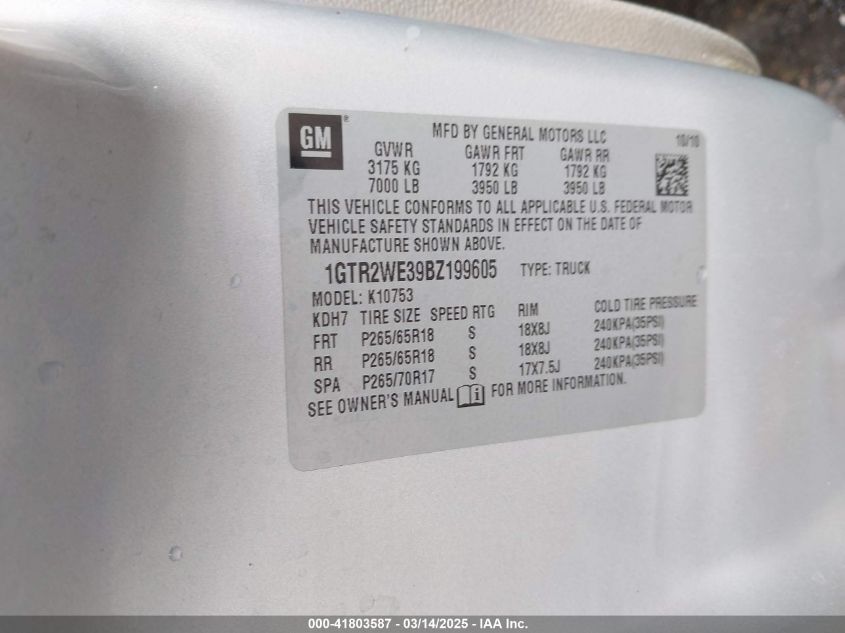 GM ®
MFD BY GENERAL MOTORS LLC 10/10
GVWR GAWR FRT GAWR RR
3175 KG 1792 KG 1792 KG
7000 LB 3950 LB 3950 LB
THIS VEHICLE CONFORMS TO ALL APPLICABLE U.S. FEDERAL MOTOR
VEHICLE SAFETY STANDARDS IN EFFECT ON THE DATE OF
MANUFACTURE SHOWN ABOVE.
1GTR2WE39BZ199605 TYPE: TRUCK
MODEL: K10753
KDH7 TIRE SIZE SPEED RTG RIM COLD TIRE PRESSURE
FRT P265/65R18 S 18X8J 240KPA(35PSI)
RR P265/65R18 S 18X8J 240KPA(35PSI)
SPA P265/70R17 S 17X7.5J 240KPA(35PSI)
SEE OWNER'S MANUAL i FOR MORE INFORMATION.
000-41803587 - 03/14/2025 - IAA Inc.